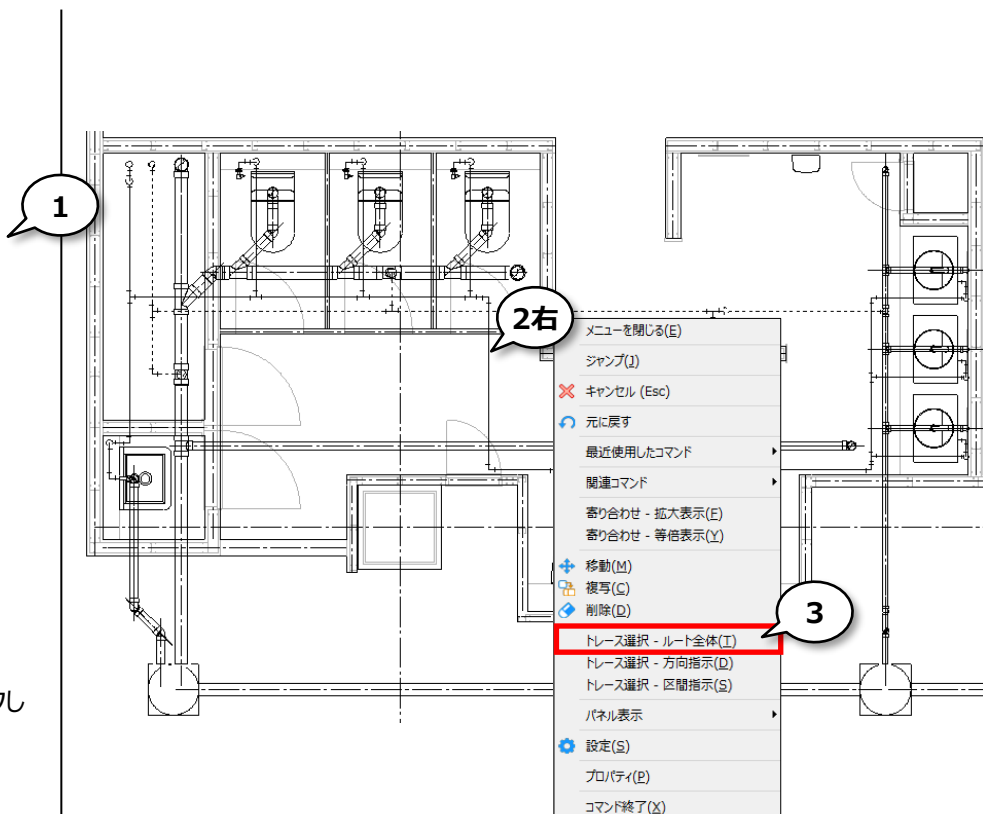 1
2右
メニューを閉じる(E)
ジャンプ(J)
キャンセル (Esc)
元に戻す
最近使用したコマンド
関連コマンド
寄り合わせ - 拡大表示(F)
寄り合わせ - 等倍表示(Y)
移動(M)
複写(C)
削除(D)
3
トレース選択 - ルート全体(T)
トレース選択 - 方向指示(D)
トレース選択 - 区間指示(S)
クし
パネル表示
設定(S)
プロパティ(P)
コマンド終了(X)